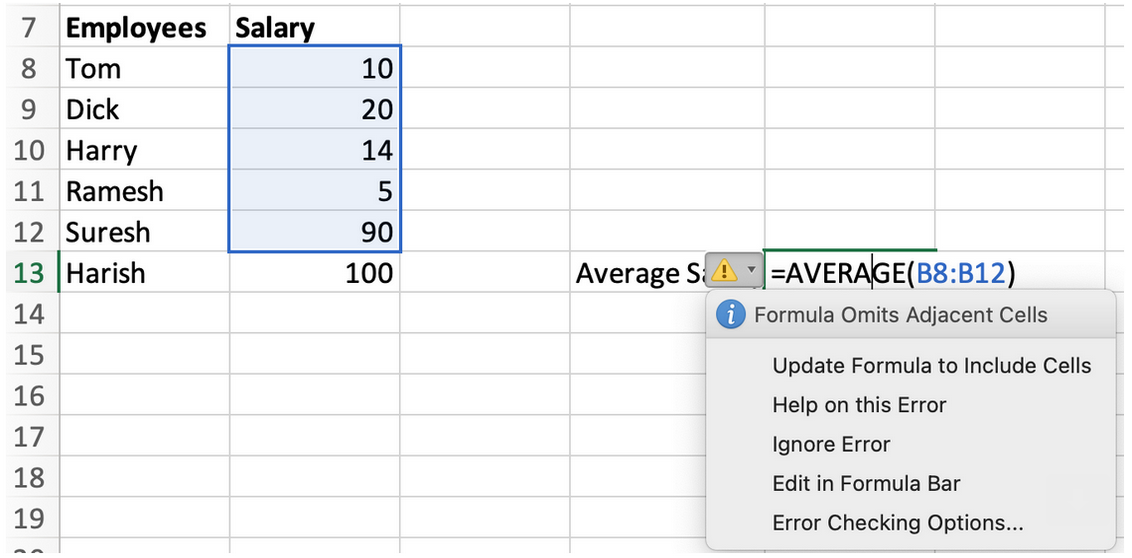 7 Employees Salary
8 Tom 10
9 Dick 20
10 Harry 14
11 Ramesh 5
12 Suresh 90
13 Harish 100 Average =AVERAGE(B8:B12)
14 Formula Omits Adjacent Cells
15 Update Formula to Include Cells
16 Help on this Error
17 Ignore Error
18 Edit in Formula Bar
19 Error Checking Options...